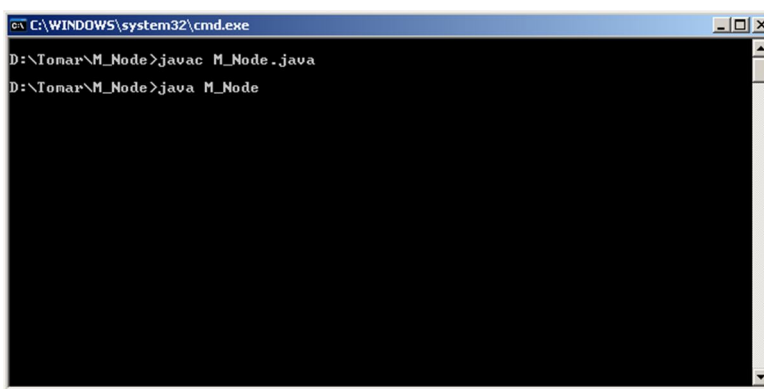 C:\WINDOWS\system32\cmd.exe
D:\Tomar\M_Node>javac M_Node.java
D:\Tomar\M_Node>java M_Node